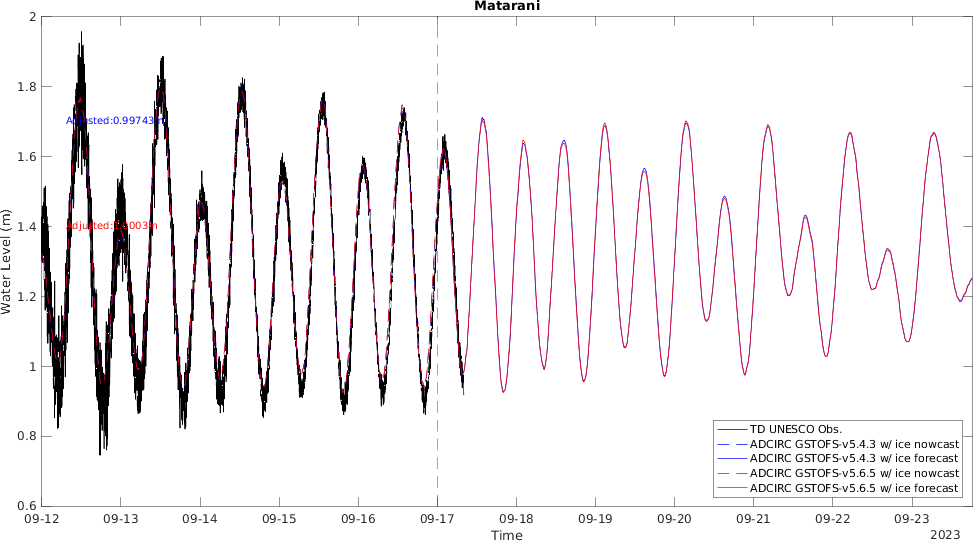 Matarani
Water Level (m)
2
1.8
1.6
1.4
1.2
1
0.8
0.6
Adjusted:0.99743m
TD UNESCO Obs.
ADCIRC GSTOFS-v5.4.3 w/ ice nowcast
ADCIRC GSTOFS-v5.4.3 w/ ice forecast
ADCIRC GSTOFS-v5.6.5 w/ ice nowcast
ADCIRC GSTOFS-v5.6.5 w/ ice forecast
09-12 09-13 09-14 09-15 09-16 09-17 09-18 09-19 09-20 09-21 09-22 09-23
Time
2023